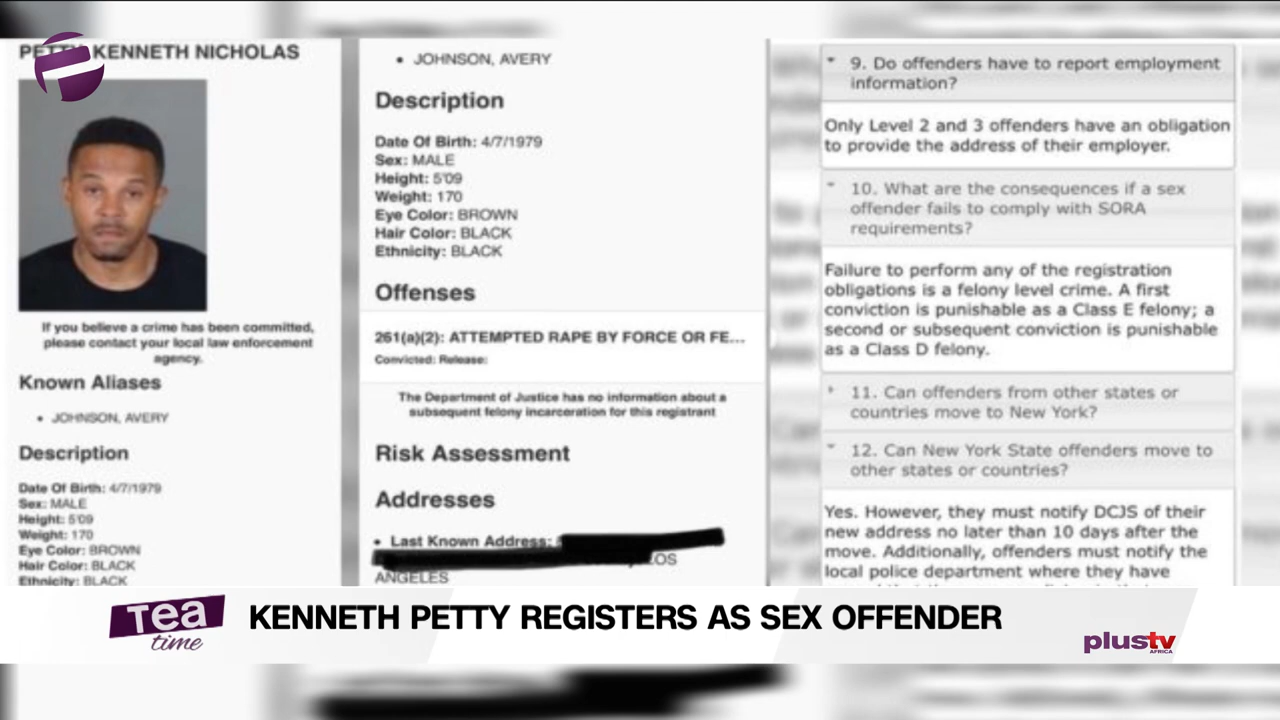 PETTY KENNETH NICHOLAS
If you believe a crime has been committed,
please contact your local law enforcement
agency.
Known Aliases
• JOHNSON, AVERY
Description
Date Of Birth: 4/7/1979
Sex: MALE
Height: 5'09
Weight: 170
Eye Color: BROWN
Hair Color: BLACK
Ethnicity: BLACK
• JOHNSON, AVERY
Description
Date Of Birth: 4/7/1979
Sex: MALE
Height: 5'09
Weight: 170
Eye Color: BROWN
Hair Color: BLACK
Ethnicity: BLACK
Offenses
261(a)(2): ATTEMPTED RAPE BY FORCE OR FE...
Convicted: Release:
The Department of Justice has no information about a
subsequent felony incarceration for this registrant
Risk Assessment
Addresses
• Last Known Address:
LOS
ANGELES
9. Do offenders have to report employment
information?
Only Level 2 and 3 offenders have an obligation
to provide the address of their employer.
10. What are the consequences if a sex
offender fails to comply with SORA
requirements?
Failure to perform any of the registration
obligations is a felony level crime. A first
conviction is punishable as a Class E felony; a
second or subsequent conviction is punishable
as a Class D felony.
11. Can offenders from other states or
countries move to New York?
12. Can New York State offenders move to
other states or countries?
Yes. However, they must notify DCJS of their
new address no later than 10 days after the
move. Additionally, offenders must notify the
local police department where they have
Tea
time
KENNETH PETTY REGISTERS AS SEX OFFENDER
plustv
AFRICA